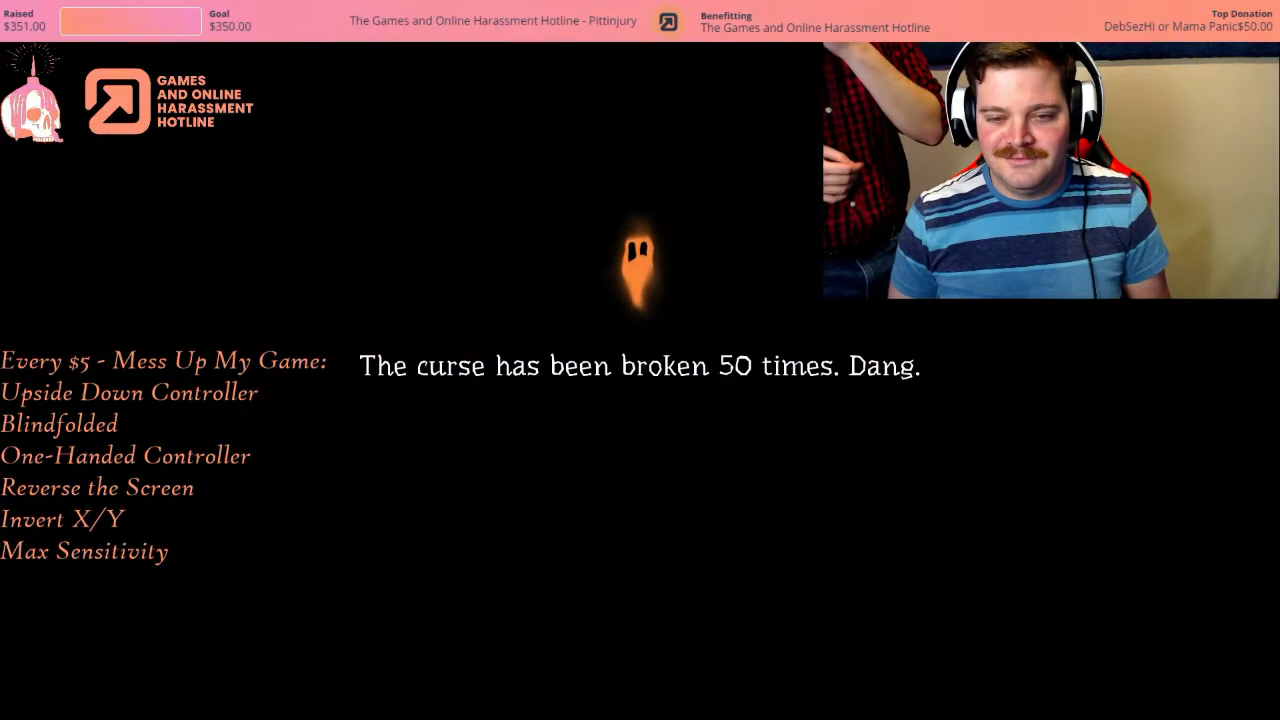 Raised
$351.00
Goal
$350.00
The Games and Online Harassment Hotline - Pittinjury
Benefitting
The Games and Online Harassment Hotline
Top Donation
DebSezHi or Mama Panic$50.00
GAMES
AND ONLINE
HARASSMENT
HOTLINE
Every $5 - Mess Up My Game:
Upside Down Controller
Blindfolded
One-Handed Controller
Reverse the Screen
Invert X/Y
Max Sensitivity
The curse has been broken 50 times. Dang.